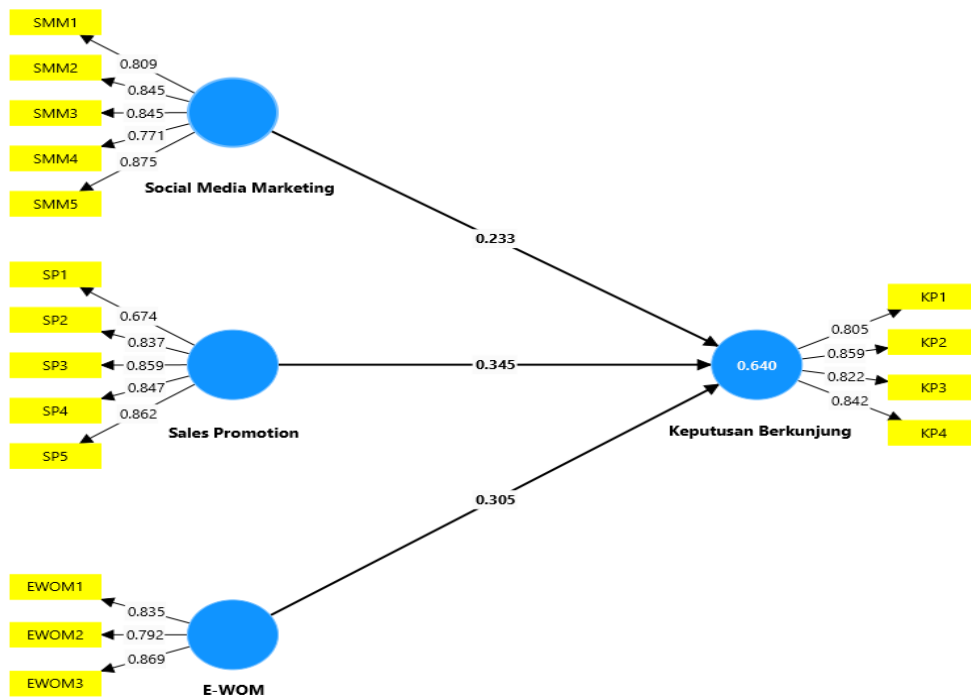 SMM1
0.809
SMM2
0.845
SMM3
0.845
SMM4
0.771
SMM5
0.875
Social Media Marketing
0.233
SP1
0.674
SP2
0.837
SP3
0.859
SP4
0.847
SP5
0.862
Sales Promotion
0.345
EWOM1
0.835
EWOM2
0.792
EWOM3
0.869
E-WOM
0.305
0.640
Keputusan Berkunjung
KP1
0.805
KP2
0.859
KP3
0.822
KP4
0.842